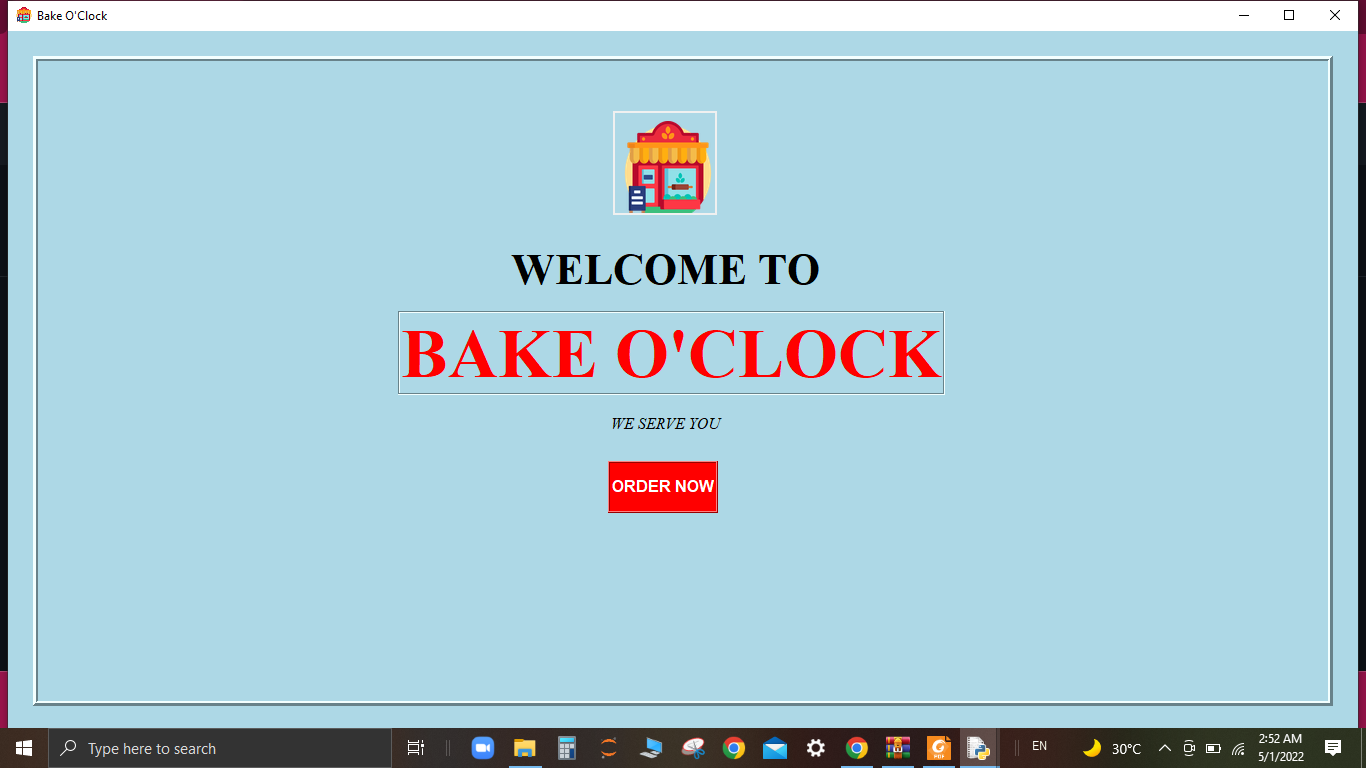 Bake O'Clock
WELCOME TO
BAKE O'CLOCK
WE SERVE YOU
ORDER NOW
Type here to search
EN
30°C
2:52 AM
5/1/2022